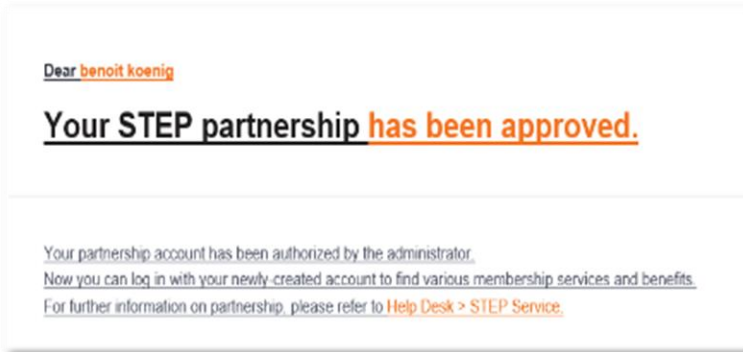 Dear benoit koenig
Your STEP partnership has been approved.
Your partnership account has been authorized by the administrator.
Now you can log in with your newly-created account to find various membership services and benefits.
For further information on partnership, please refer to Help Desk > STEP Service.